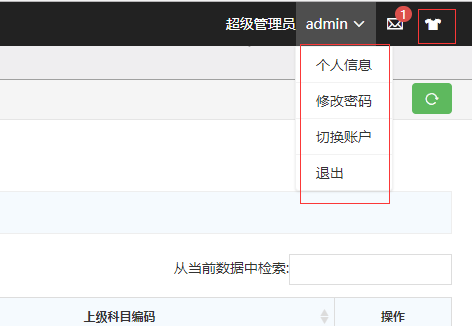 超级管理员 admin 1
个人信息
修改密码
切换账户
退出
从当前数据中检索:
上级科目编码 操作